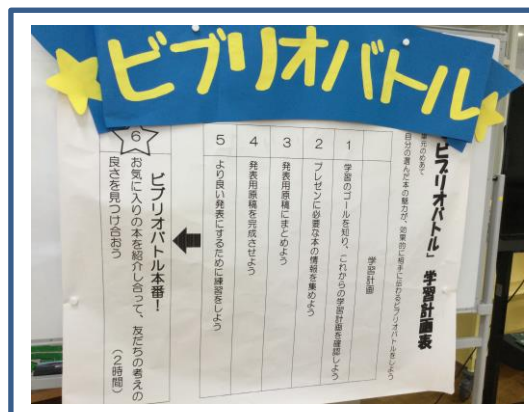 ビブリオバトル
ビブリオバトル」学習計画表
単元のめあて
自分の選んだ本の魅力が、効果的に相手に伝わるビブリオバトルをしよう
学習計画
1 学習のゴールを知り、これからの学習計画を確認しよう
2 プレゼンに必要な本の情報を集めよう
3 発表用原稿にまとめよう
4 発表用原稿を完成させよう
5 より良い発表にするために練習をしよう
ビブリオバトル本番!
6 お気に入りの本を紹介し合って、友だちの考えの
良さを見つけ合おう
(2時間)